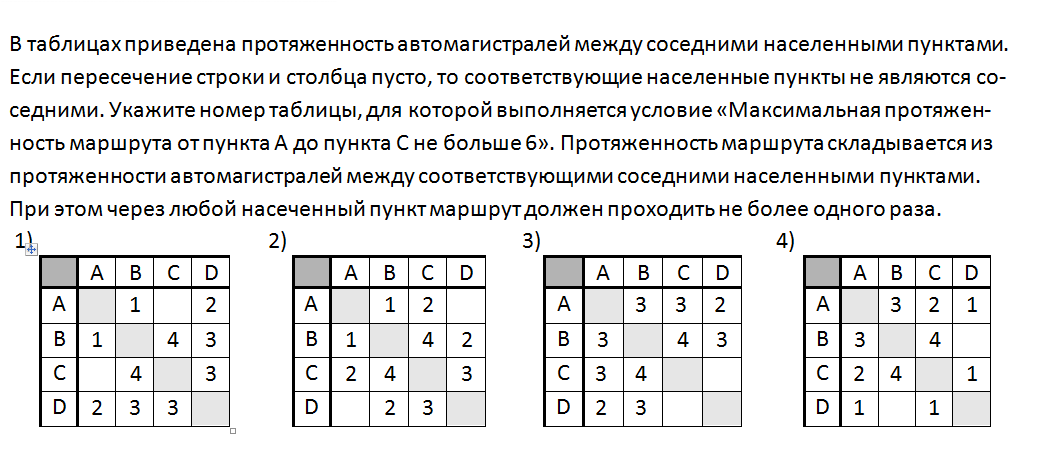 В таблицах приведена протяженность автомагистралей между соседними населенными пунктами.
Если пересечение строки и столбца пусто, то соответствующие населенные пункты не являются со-
седними. Укажите номер таблицы, для которой выполняется условие «Максимальная протяжен-
ность маршрута от пункта А до пункта С не больше 6». Протяженность маршрута складывается из
протяженности автомагистралей между соответствующими соседними населенными пунктами.
При этом через любой насеченный пункт маршрут должен проходить не более одного раза.
1) 2) 3) 4)
A B C D A B C D A B C D A B C D
A 1 2 A 1 2 A 3 3 2 A 3 2 1
B 1 4 3 B 1 4 2 B 3 4 3 B 3 4
C 4 3 C 2 4 3 C 3 4 C 2 4 1
D 2 3 3 D 2 3 D 2 3 D 1 1